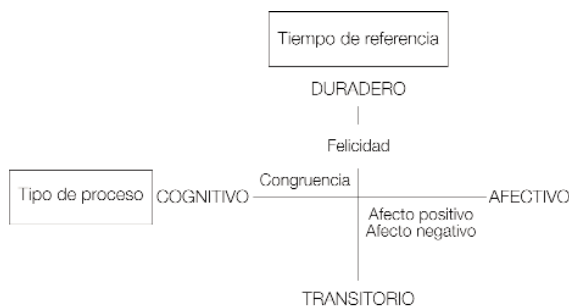 Tiempo de referencia
DURADERO
Felicidad
Congruencia
Tipo de proceso
COGNITIVO
AFECTIVO
Afecto positivo
Afecto negativo
TRANSITORIO